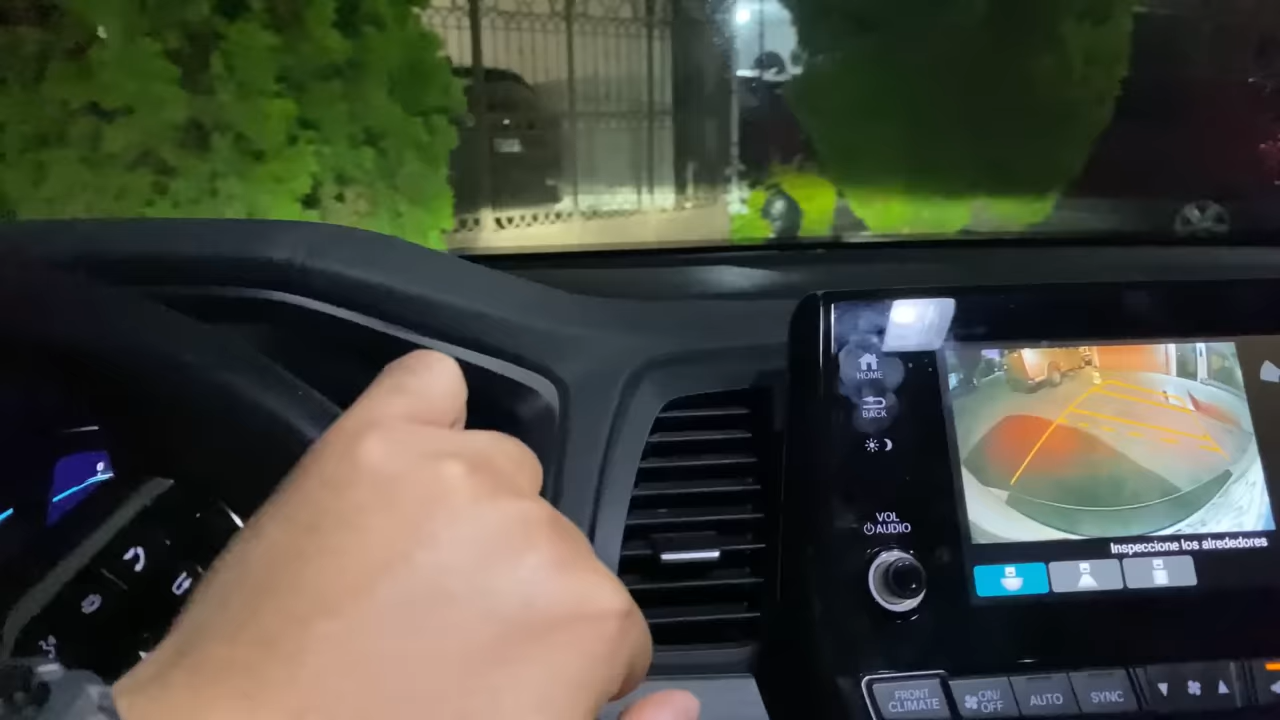 HOME
BACK
VOL
AUDIO
Inspeccione los alrededores
FRONT
CLIMATE
ON/
OFF
AUTO
SYNC